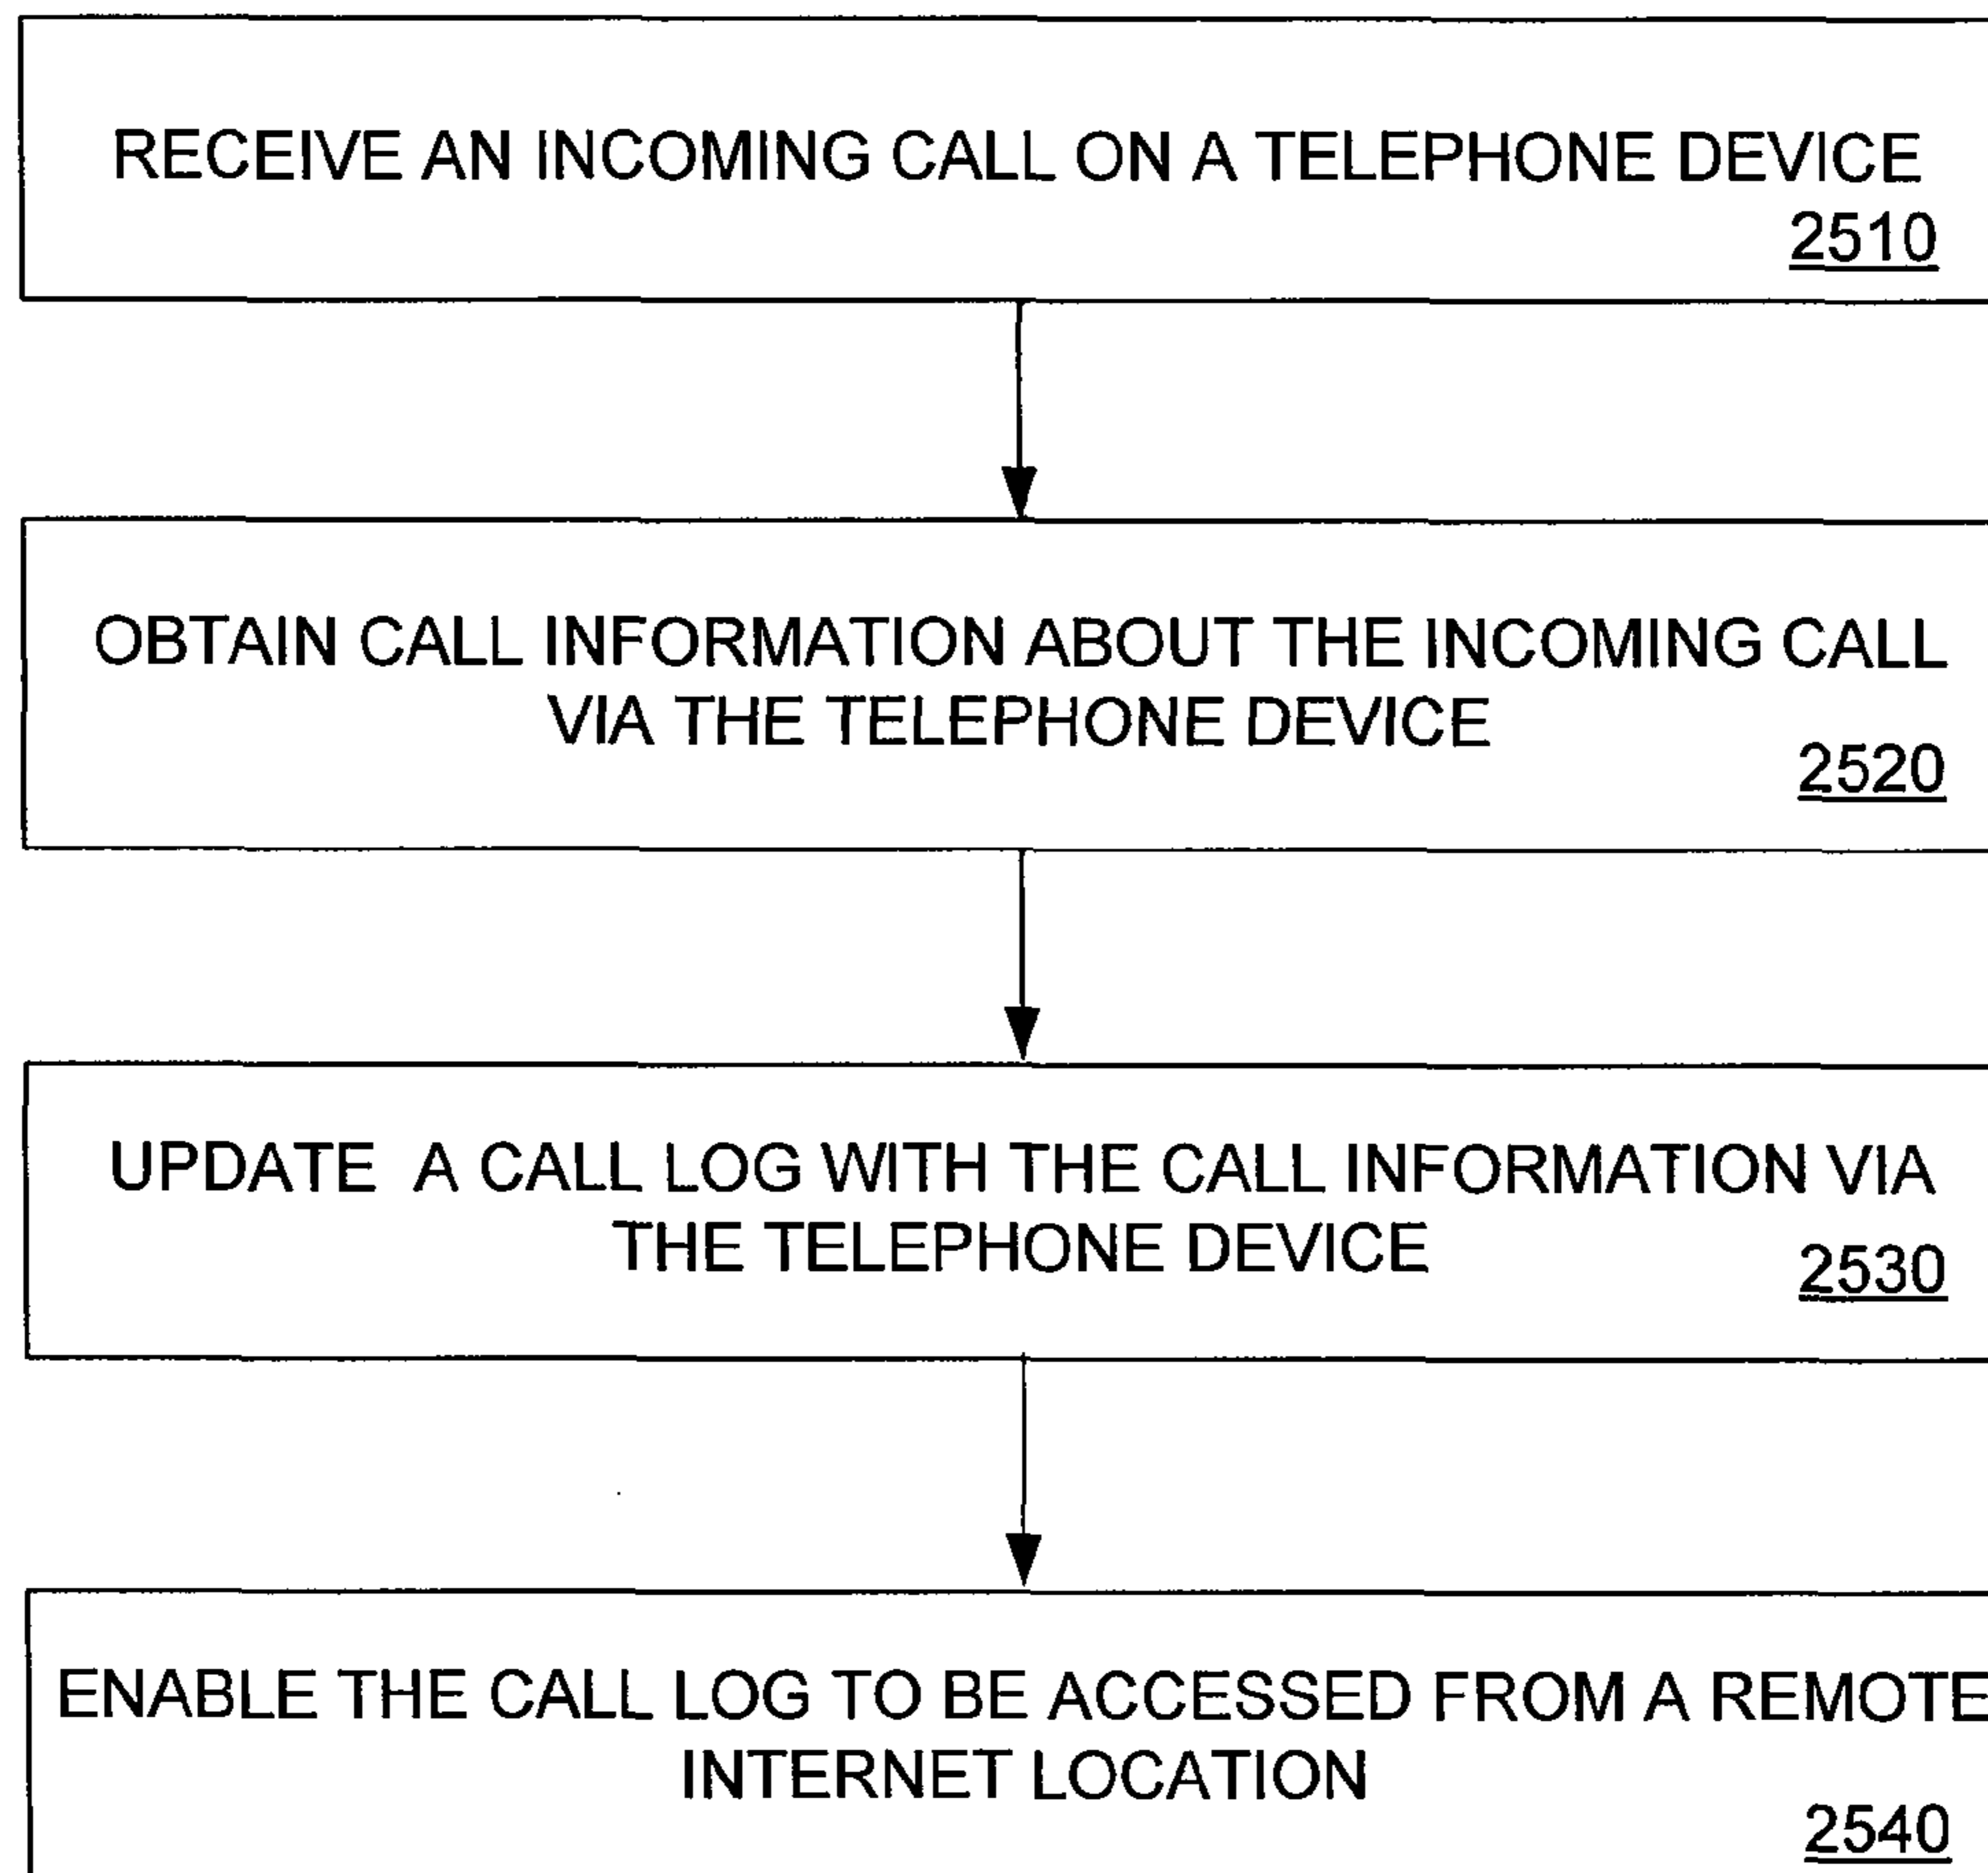 RECEIVE AN INCOMING CALL ON A TELEPHONE DEVICE
2510
OBTAIN CALL INFORMATION ABOUT THE INCOMING CALL
VIA THE TELEPHONE DEVICE
2520
UPDATE A CALL LOG WITH THE CALL INFORMATION VIA
THE TELEPHONE DEVICE
2530
ENABLE THE CALL LOG TO BE ACCESSED FROM A REMOTE
INTERNET LOCATION
2540